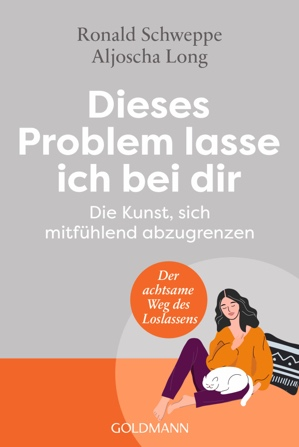 Ronald Schweppe
Aljoscha Long
Dieses
Problem lasse
ich bei dir
Die Kunst, sich
mitfühlend abzugrenzen
Der
achtsame
Weg des
Loslassens
GOLDMANN